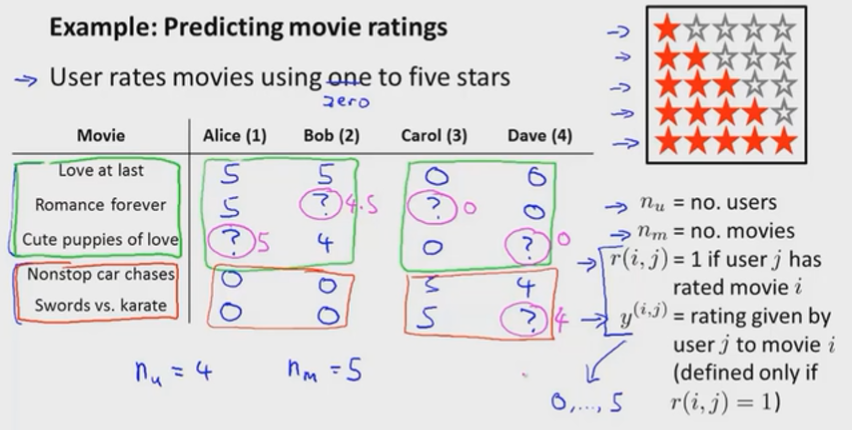 Example: Predicting movie ratings
→ User rates movies using one to five stars
zero
Movie Alice (1) Bob (2) Carol (3) Dave (4)
Love at last 5 5 0 0
Romance forever 5 ? 4.5 ? 0 0
Cute puppies of love ? 5 4 0 ? 0
Nonstop car chases 0 0 5 4
Swords vs. karate 0 0 5 ? 4
n_u = 4 n_m = 5
→ n_u = no. users
→ n_m = no. movies
→ r(i, j) = 1 if user j has
rated movie i
→ y^(i,j) = rating given by
user j to movie i
(defined only if
r(i, j) = 1)
0,..., 5